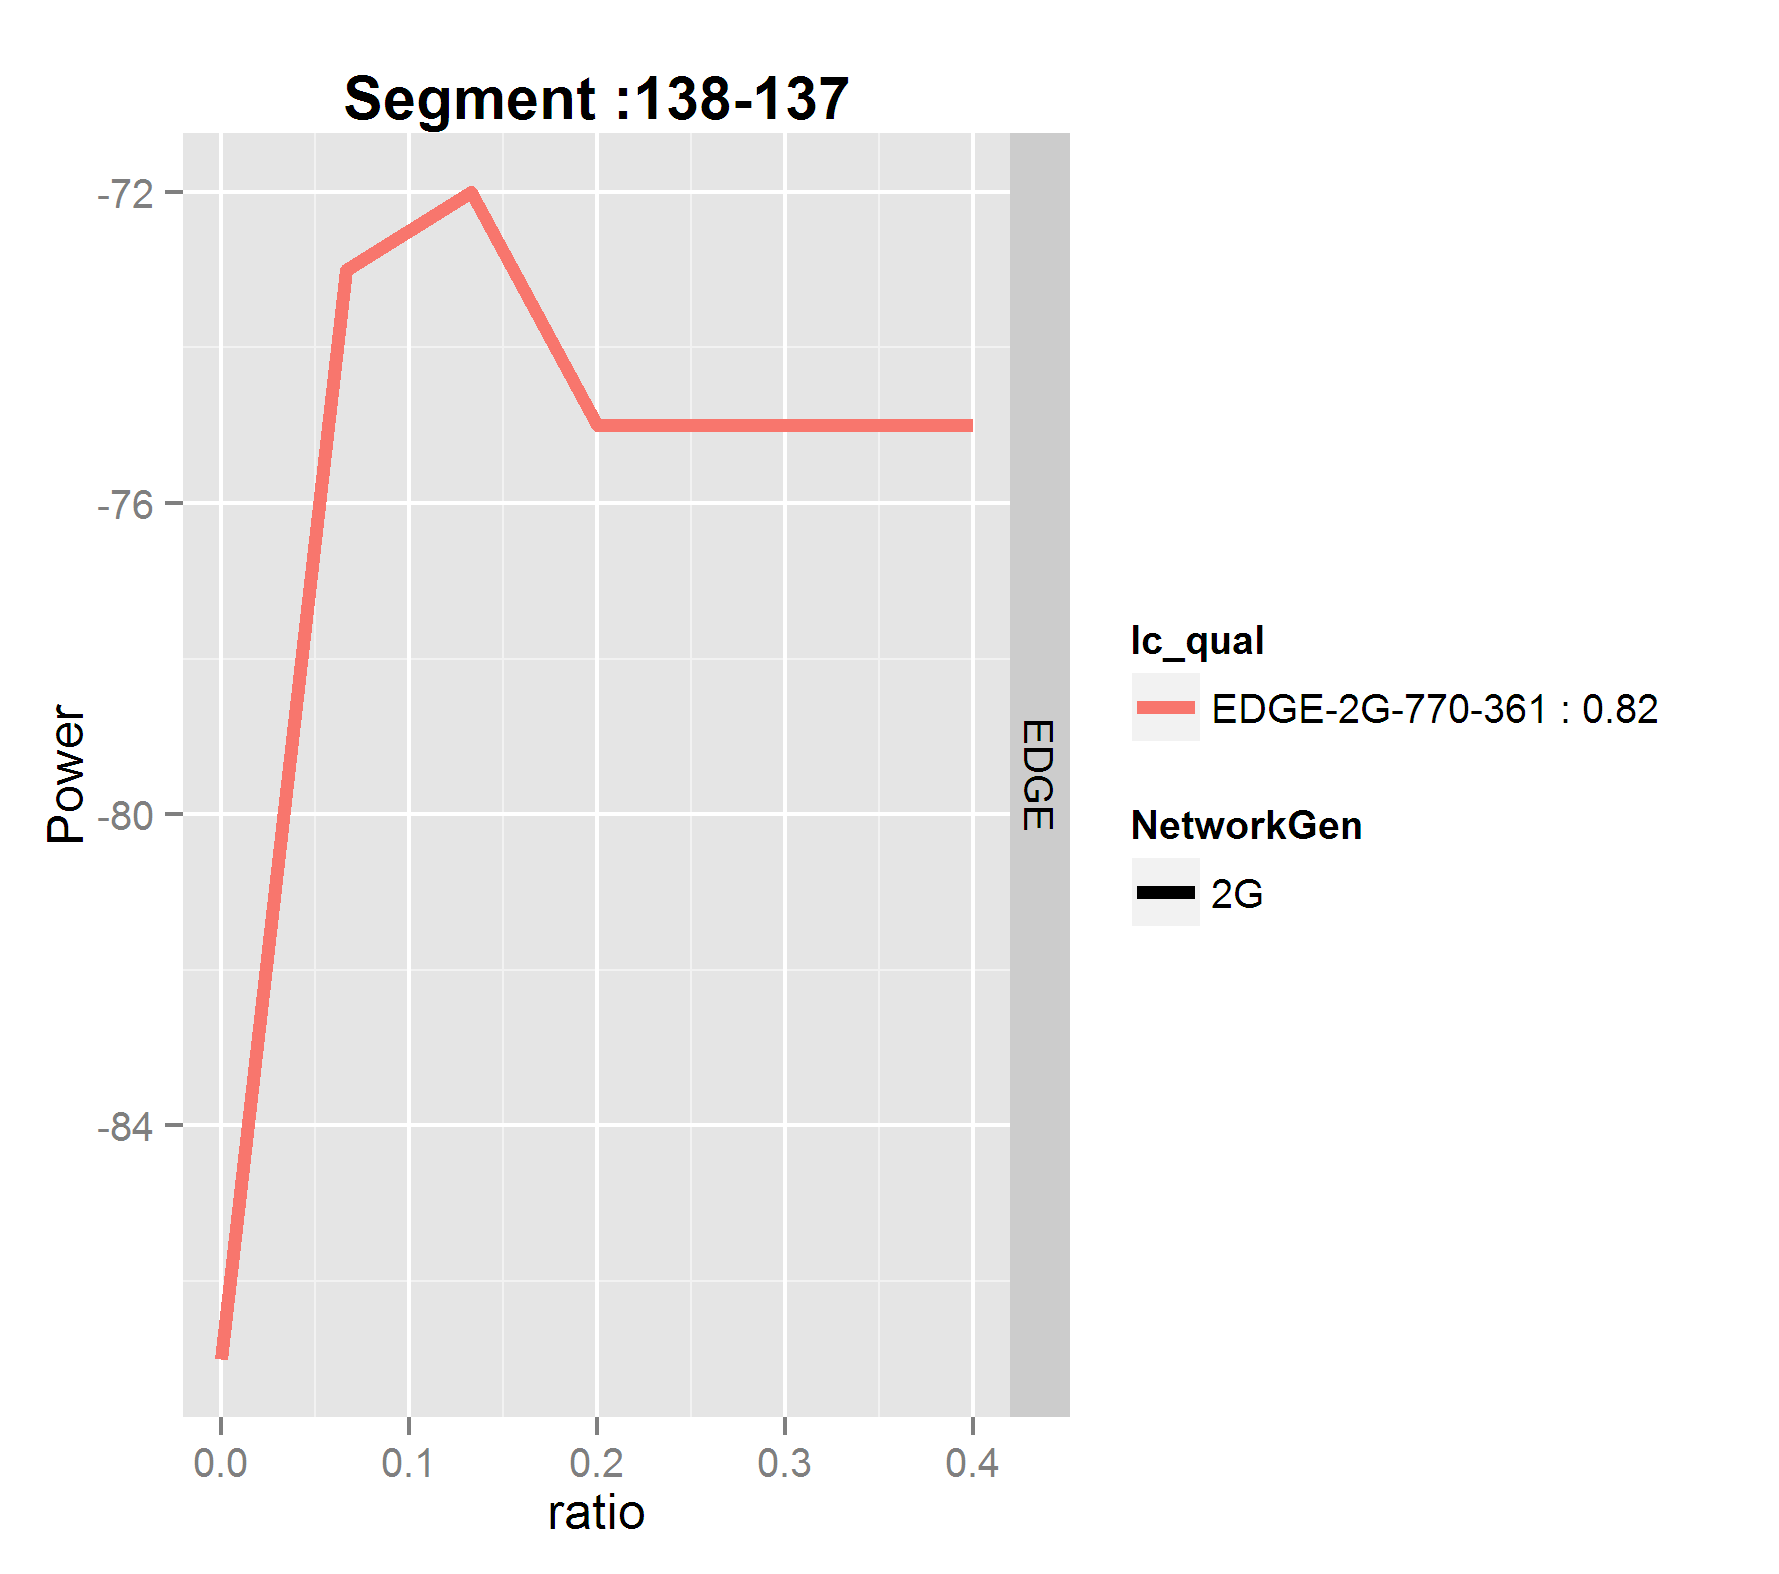 Segment :138-137
-72
-76
-80
-84
Power
0.0 0.1 0.2 0.3 0.4
ratio
EDGE
lc_qual
EDGE-2G-770-361 : 0.82
NetworkGen
2G